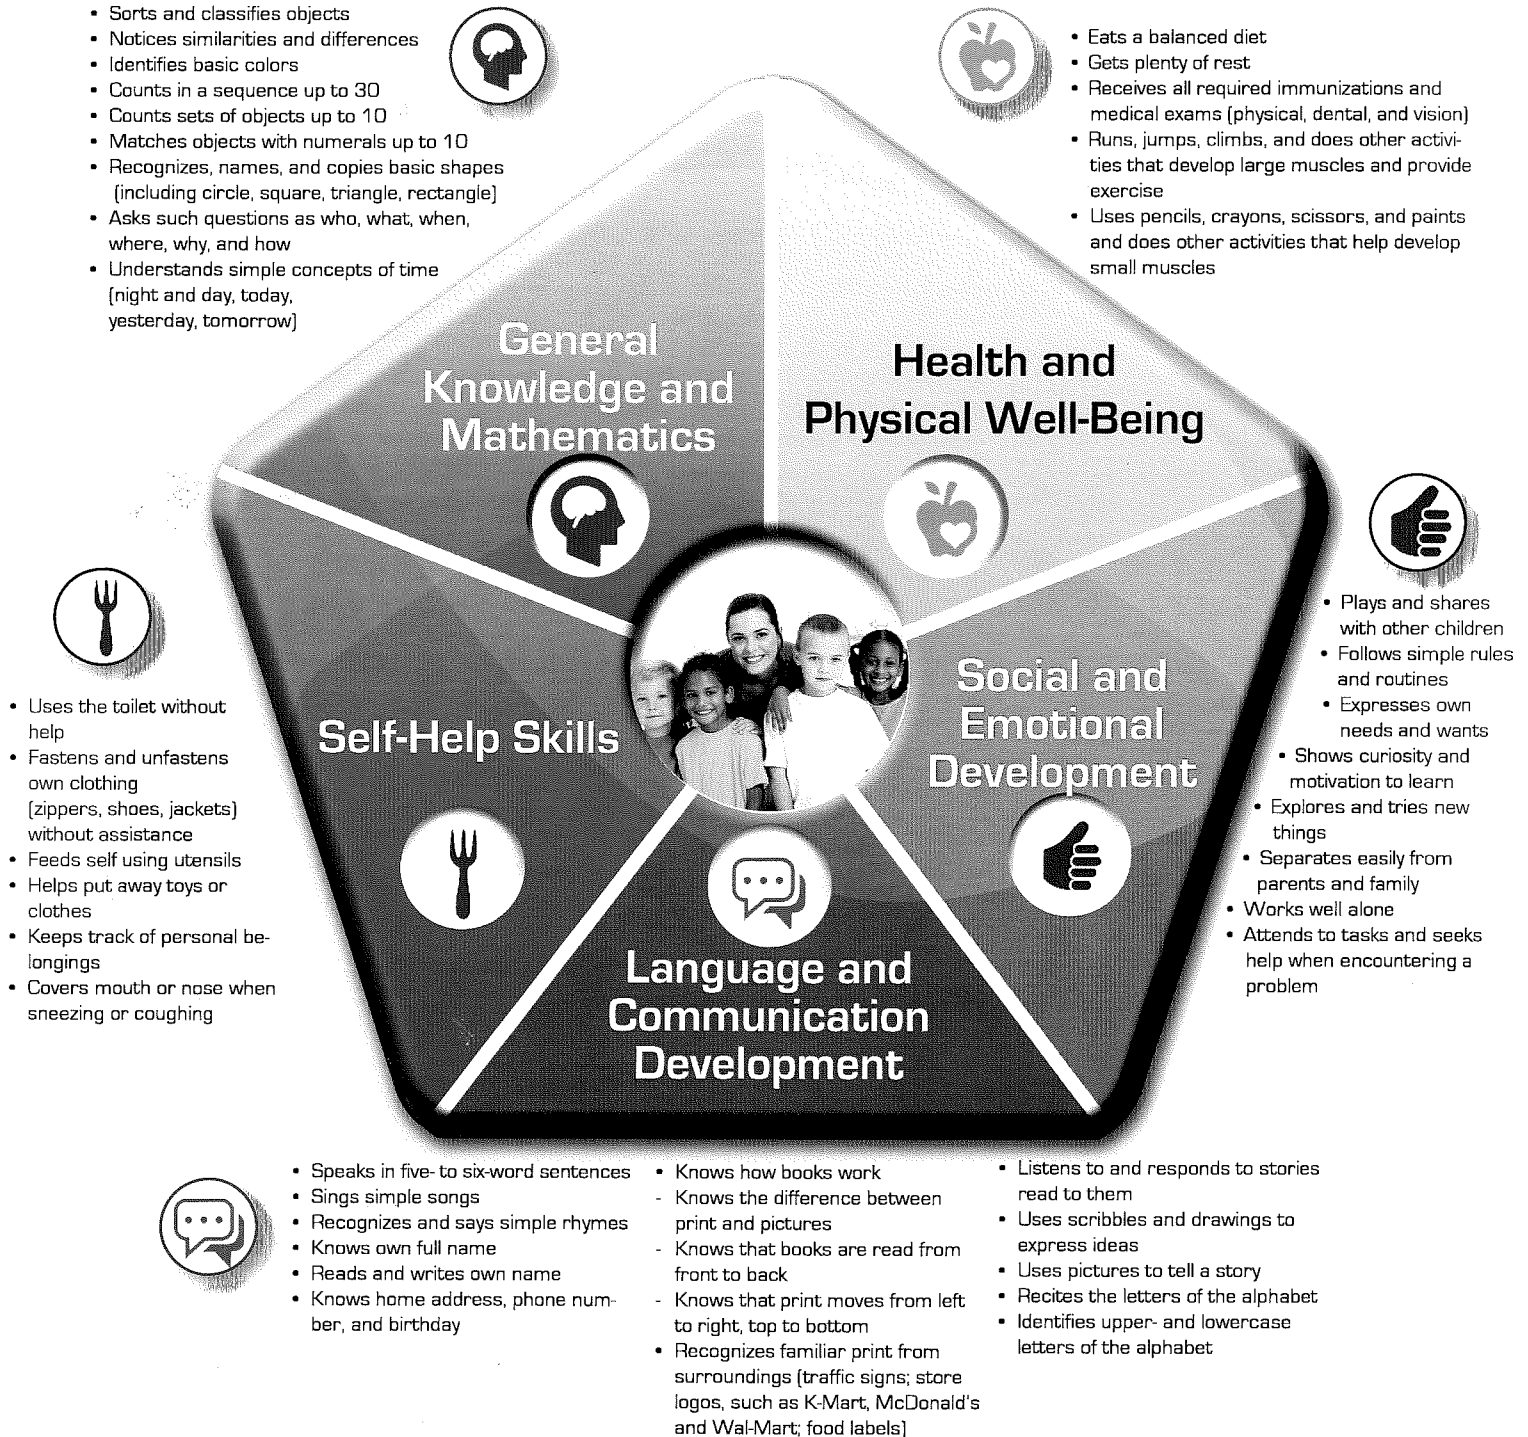 • Sorts and classifies objects
• Notices similarities and differences
• Identifies basic colors
• Counts in a sequence up to 30
• Counts sets of objects up to 10
• Matches objects with numerals up to 10
• Recognizes, names, and copies basic shapes
(including circle, square, triangle, rectangle)
• Asks such questions as who, what, when,
where, why, and how
• Understands simple concepts of time
(night and day, today,
yesterday, tomorrow)
• Eats a balanced diet
• Gets plenty of rest
• Receives all required immunizations and
medical exams (physical, dental, and vision)
• Runs, jumps, climbs, and does other activi-
ties that develop large muscles and provide
exercise
• Uses pencils, crayons, scissors, and paints
and does other activities that help develop
small muscles
General
Knowledge and
Mathematics
Health and
Physical Well-Being
Self-Help Skills
Social and
Emotional
Development
Language and
Communication
Development
• Uses the toilet without
help
• Fastens and unfastens
own clothing
(zippers, shoes, jackets)
without assistance
• Feeds self using utensils
• Helps put away toys or
clothes
• Keeps track of personal be-
longings
• Covers mouth or nose when
sneezing or coughing
• Plays and shares
with other children
• Follows simple rules
and routines
• Expresses own
needs and wants
• Shows curiosity and
motivation to learn
• Explores and tries new
things
• Separates easily from
parents and family
• Works well alone
• Attends to tasks and seeks
help when encountering a
problem
• Speaks in five- to six-word sentences
• Sings simple songs
• Recognizes and says simple rhymes
• Knows own full name
• Reads and writes own name
• Knows home address, phone num-
ber, and birthday
• Knows how books work
- Knows the difference between
print and pictures
- Knows that books are read from
front to back
- Knows that print moves from left
to right, top to bottom
• Recognizes familiar print from
surroundings (traffic signs; store
logos, such as K-Mart, McDonald's
and Wal-Mart; food labels)
• Listens to and responds to stories
read to them
• Uses scribbles and drawings to
express ideas
• Uses pictures to tell a story
• Recites the letters of the alphabet
• Identifies upper- and lowercase
letters of the alphabet